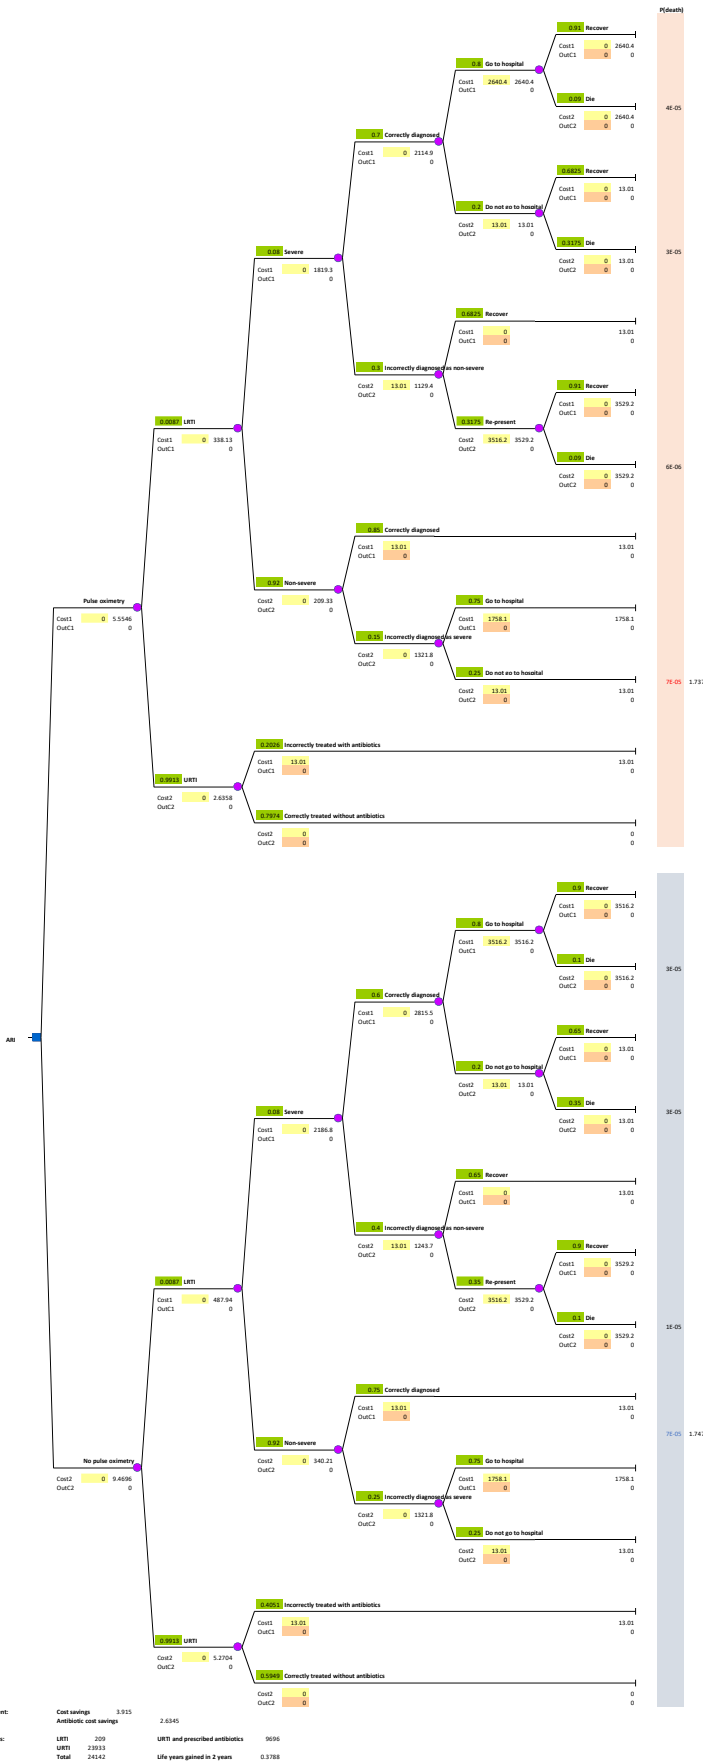 P(death)
0.91 Recover
Cost1 0 2640.4
OutC1 0 0
0.8 Go to hospital
Cost1 2640.4 2640.4
OutC1 0
0.09 Die
Cost2 0 2640.4
OutC2 0 0
4E-05
0.7 Correctly diagnosed
Cost1 0 2114.9
OutC1 0
0.6825 Recover
Cost1 0 13.01
OutC1 0 0
0.2 Do not go to hospital
Cost2 13.01 13.01
OutC2 0
0.3175 Die
Cost2 0 13.01
OutC2 0 0
3E-05
0.08 Severe
Cost1 0 1819.3
OutC1 0
0.6825 Recover
Cost1 0 13.01
OutC1 0 0
0.3 Incorrectly diagnosed as non-severe
Cost2 13.01 1129.4
OutC2 0
0.91 Recover
Cost1 0 3529.2
OutC1 0 0
0.3175 Re-present
Cost2 3516.2 3529.2
OutC2 0
0.09 Die
Cost2 0 3529.2
OutC2 0 0
6E-06
0.0087 LRTI
Cost1 0 338.13
OutC1 0
0.85 Correctly diagnosed
Cost1 13.01 13.01
OutC1 0 0
0.92 Non-severe
Cost2 0 209.33
OutC2 0
0.75 Go to hospital
Cost1 1758.1 1758.1
OutC1 0 0
0.15 Incorrectly diagnosed as severe
Cost2 0 1321.8
OutC2 0
0.25 Do not go to hospital
Cost2 13.01 13.01
OutC2 0 0
7E-05 1.737
Pulse oximetry
Cost1 0 5.5546
OutC1 0
0.2026 Incorrectly treated with antibiotics
Cost1 13.01 13.01
OutC1 0 0
0.9913 URTI
Cost2 0 2.6358
OutC2 0
0.7974 Correctly treated without antibiotics
Cost2 0 0
OutC2 0 0
0.9 Recover
Cost1 0 3516.2
OutC1 0 0
0.8 Go to hospital
Cost1 3516.2 3516.2
OutC1 0
0.1 Die
Cost2 0 3516.2
OutC2 0 0
3E-05
0.6 Correctly diagnosed
Cost1 0 2815.5
OutC1 0
ARI
0.65 Recover
Cost1 0 13.01
OutC1 0 0
0.2 Do not go to hospital
Cost2 13.01 13.01
OutC2 0
0.35 Die
Cost2 0 13.01
OutC2 0 0
3E-05
0.08 Severe
Cost1 0 2186.8
OutC1 0
0.65 Recover
Cost1 0 13.01
OutC1 0 0
0.4 Incorrectly diagnosed as non-severe
Cost2 13.01 1243.7
OutC2 0
0.9 Recover
Cost1 0 3529.2
OutC1 0 0
0.35 Re-present
Cost2 3516.2 3529.2
OutC2 0
0.1 Die
Cost2 0 3529.2
OutC2 0 0
1E-05
0.0087 LRTI
Cost1 0 487.94
OutC1 0
0.75 Correctly diagnosed
Cost1 13.01 13.01
OutC1 0 0
0.92 Non-severe
Cost2 0 340.21
OutC2 0
7E-05 1.747
0.75 Go to hospital
Cost1 1758.1 1758.1
OutC1 0 0
0.25 Incorrectly diagnosed as severe
Cost2 0 1321.8
OutC2 0
0.25 Do not go to hospital
Cost2 13.01 13.01
OutC2 0 0
No pulse oximetry
Cost2 0 9.4696
OutC2 0
0.4051 Incorrectly treated with antibiotics
Cost1 13.01 13.01
OutC1 0 0
0.9913 URTI
Cost2 0 5.2704
OutC2 0
0.5949 Correctly treated without antibiotics
Cost2 0 0
OutC2 0 0
nt: Cost savings 3.915
Antibiotic cost savings 2.6345
s: LRTI 209 URTI and prescribed antibiotics 9696
URTI 23933
Total 24142 Life years gained in 2 years 0.3788